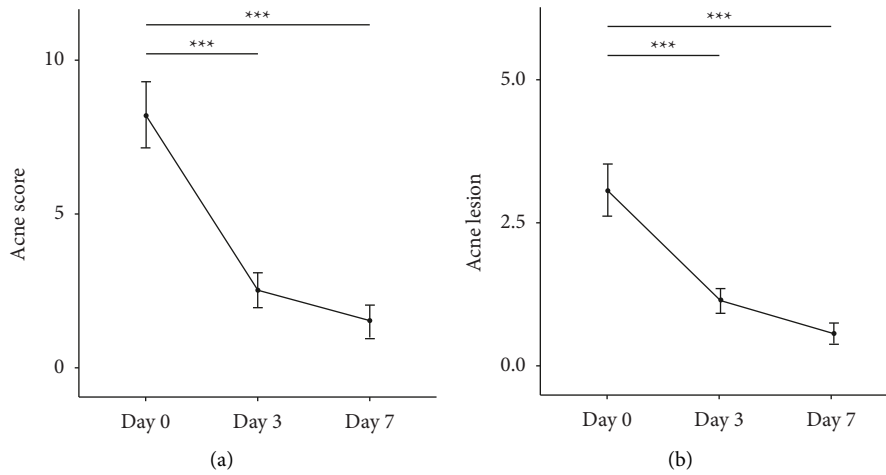 ***
***
10
5
0
Acne score
Day 0
Day 3
Day 7
(a)
***
***
5.0
2.5
0.0
Acne lesion
Day 0
Day 3
Day 7
(b)